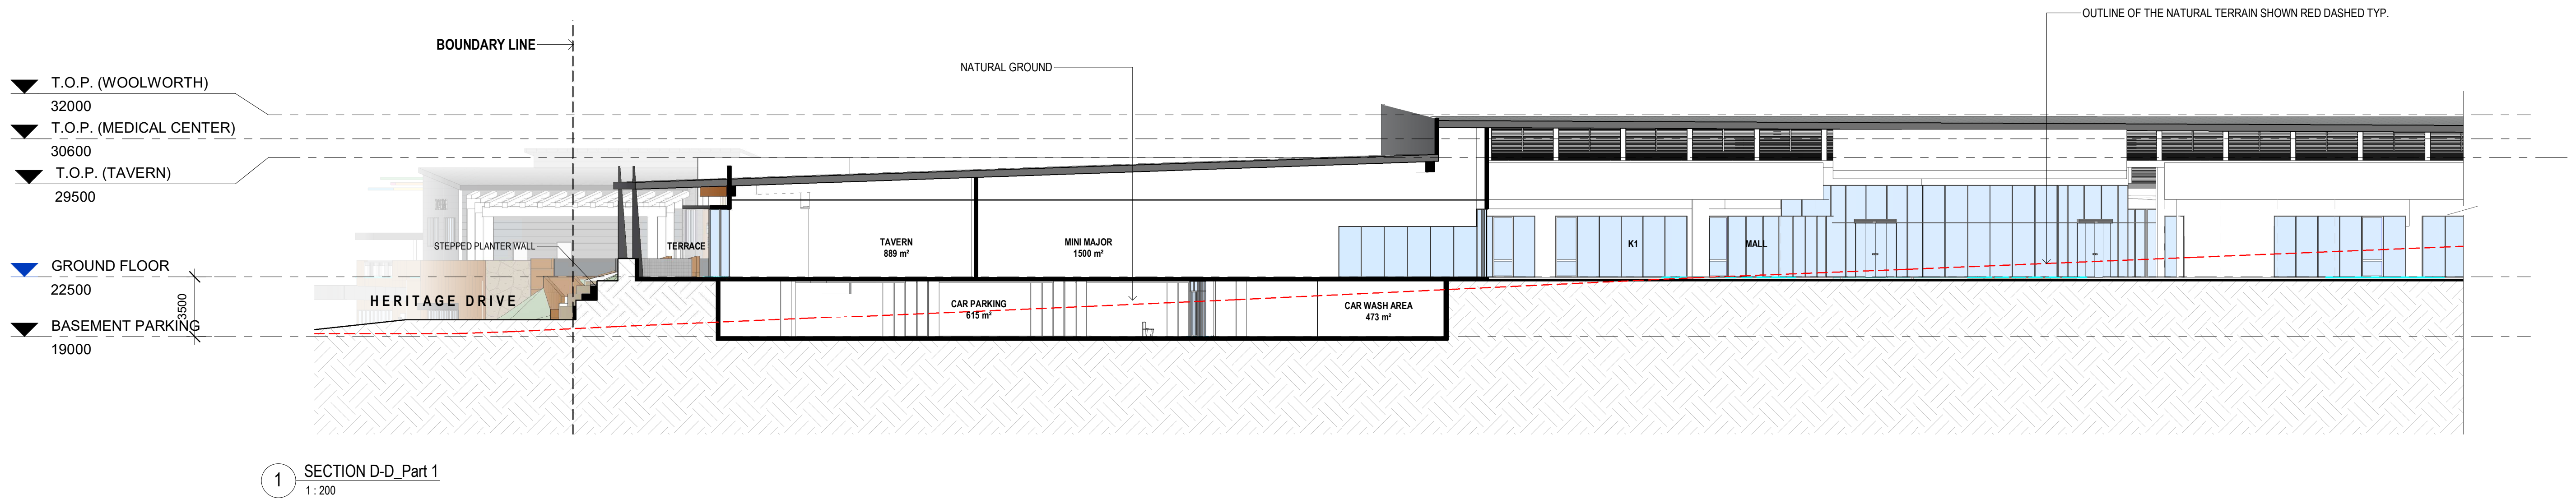 OUTLINE OF THE NATURAL TERRAIN SHOWN RED DASHED TYP.
BOUNDARY LINE
NATURAL GROUND
T.O.P. (WOOLWORTH)
32000
T.O.P. (MEDICAL CENTER)
30600
T.O.P. (TAVERN)
29500
STEPPED PLANTER WALL
TERRACE
TAVERN
889 m²
MINI MAJOR
1500 m²
K1
MALL
GROUND FLOOR
22500
3500
HERITAGE DRIVE
CAR PARKING
615 m²
CAR WASH AREA
473 m²
BASEMENT PARKING
19000
1
SECTION D-D_Part 1
1 : 200